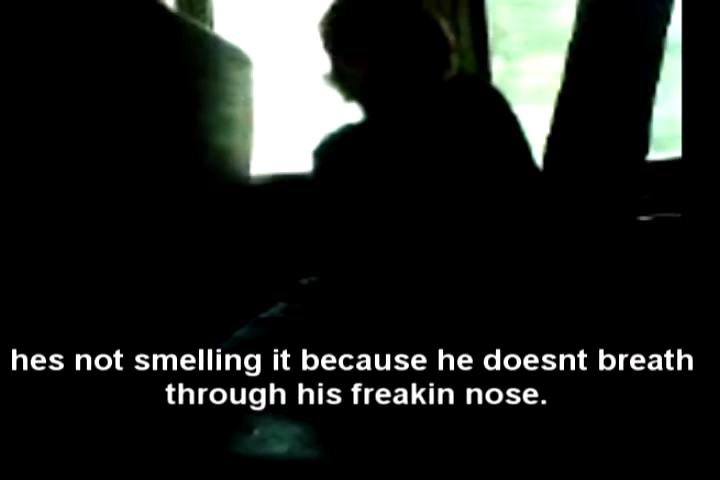 hes not smelling it because he doesnt breath
through his freakin nose.